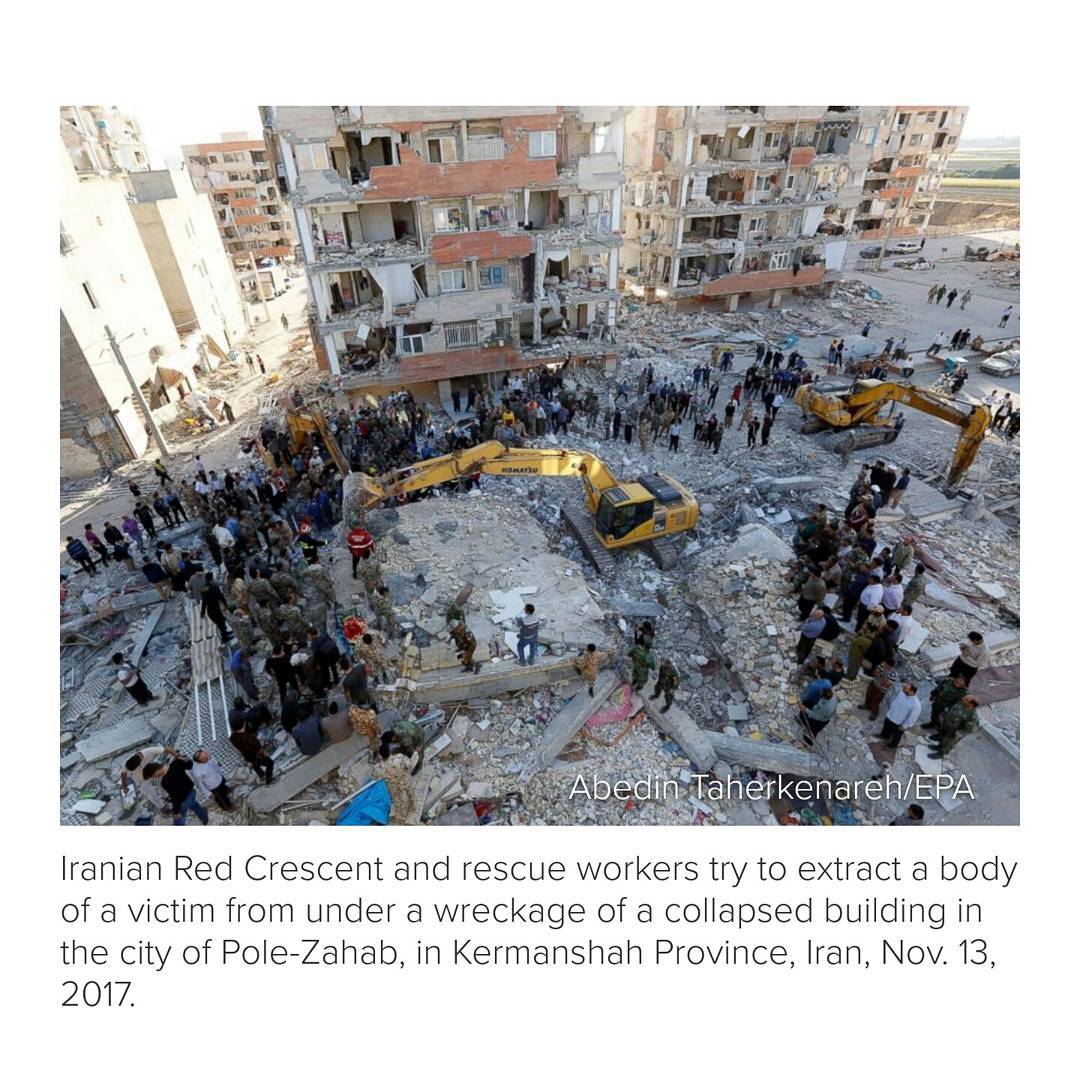 KOMATSU
Abedin Taherkenareh/EPA
Iranian Red Crescent and rescue workers try to extract a body
of a victim from under a wreckage of a collapsed building in
the city of Pole-Zahab, in Kermanshah Province, Iran, Nov. 13,
2017.